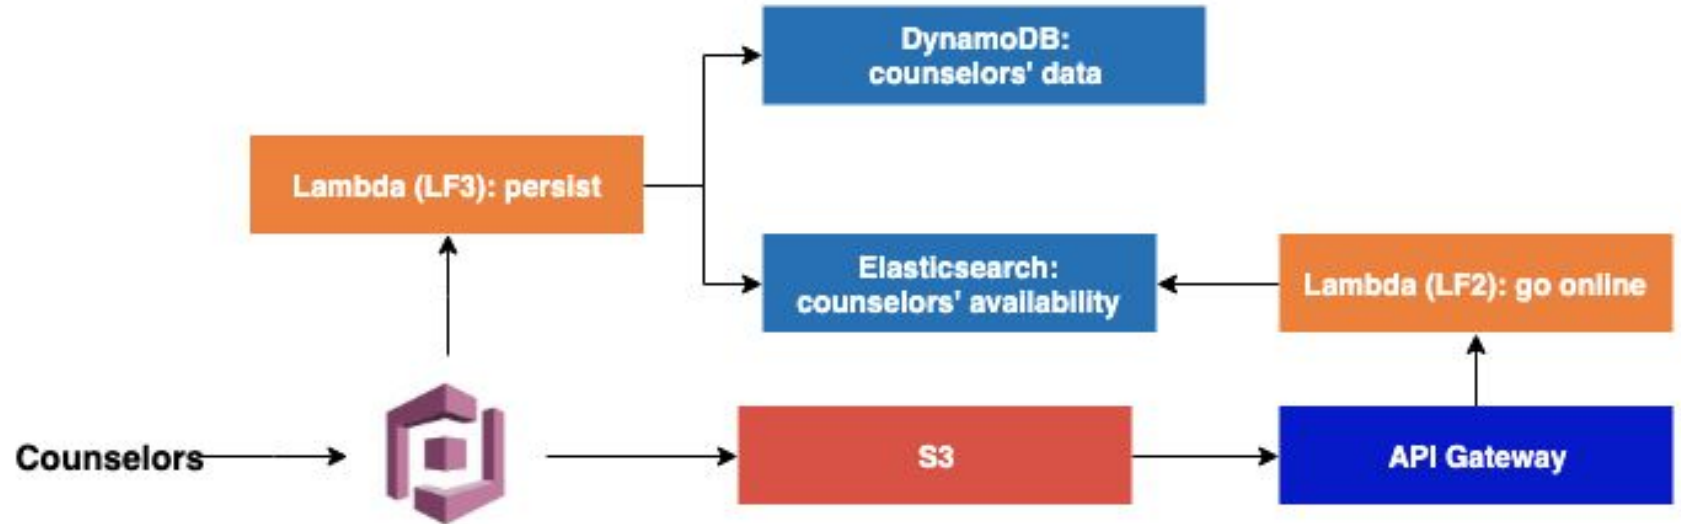 DynamoDB:
counselors' data
Lambda (LF3): persist
Elasticsearch:
counselors' availability
Lambda (LF2): go online
Counselors
S3
API Gateway